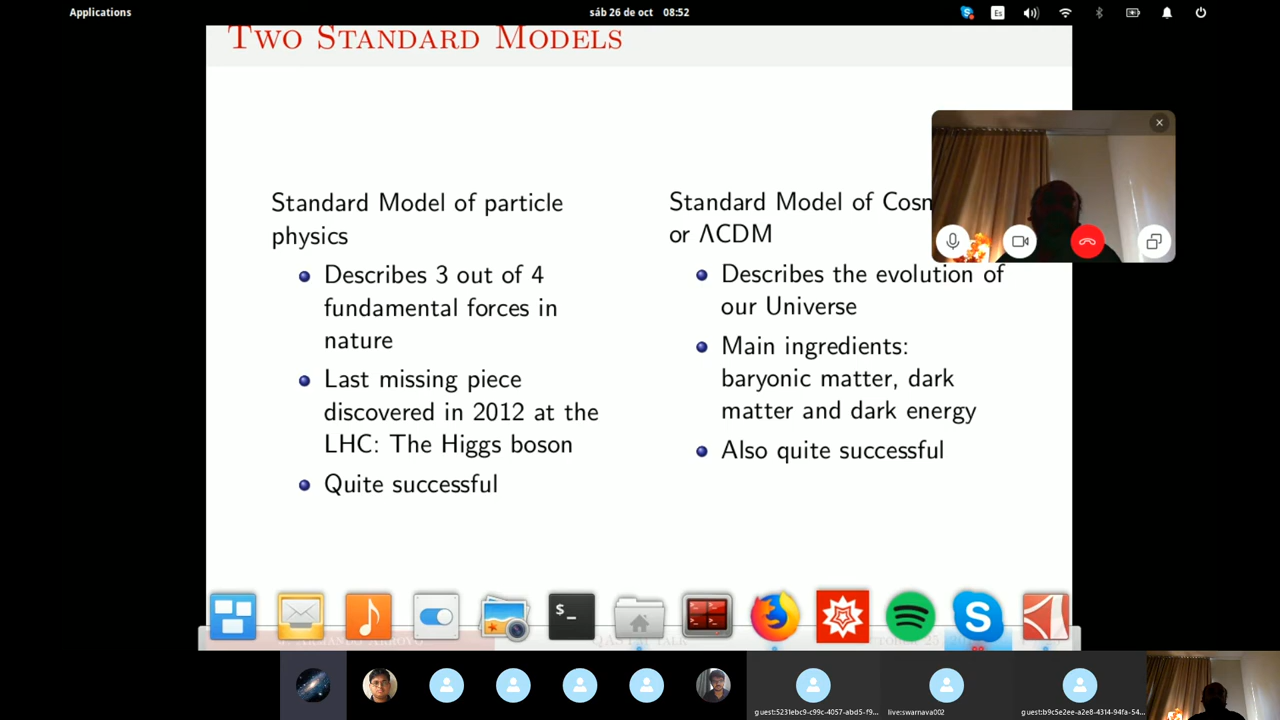 Applications
sáb 26 de oct 08:52
Es
TWO STANDARD MODELS
Standard Model of particle
physics
Describes 3 out of 4
fundamental forces in
nature
Last missing piece
discovered in 2012 at the
LHC: The Higgs boson
Quite successful
Standard Model of
or ΛCDM
Describes the evolution of
our Universe
Main ingredients:
baryonic matter, dark
matter and dark energy
Also quite successful
$_
S
guest:5231ebc9-c99c-4057-abd5-f9...
live:swarnava002
guest:b9c5e2ee-a2e8-4314-94fa-54...